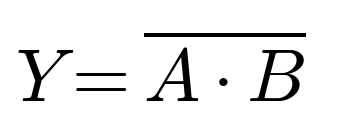 Y = \overline{A \cdot B}